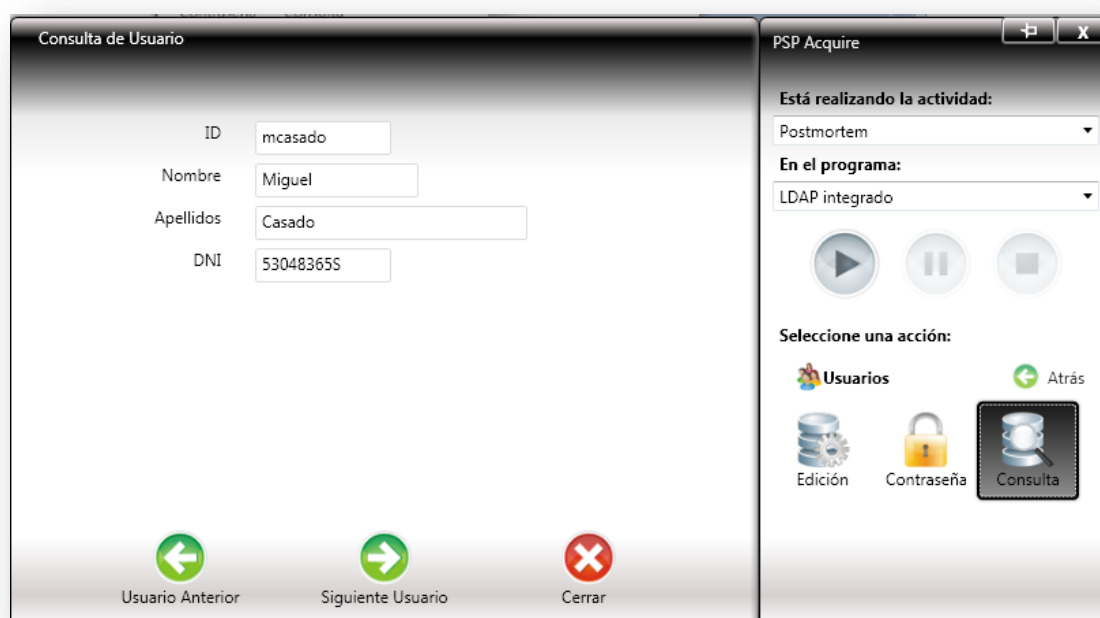 Consulta de Usuario
ID
mcasado
Nombre
Miguel
Apellidos
Casado
DNI
53048365S
Usuario Anterior
Siguiente Usuario
Cerrar
PSP Acquire
X
Está realizando la actividad:
Postmortem
En el programa:
LDAP integrado
Seleccione una acción:
Usuarios
Atrás
Edición
Contraseña
Consulta